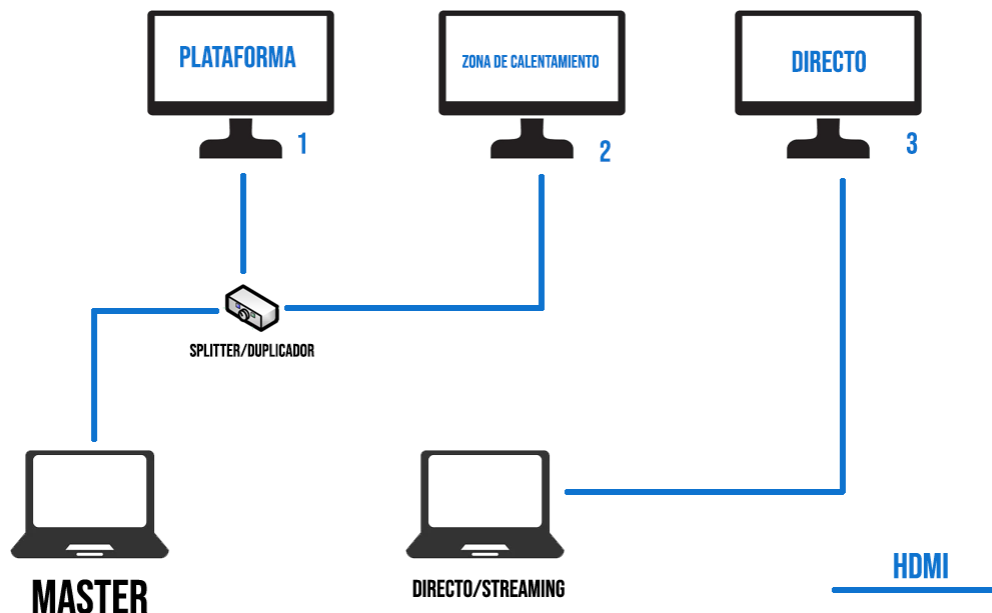 PLATAFORMA
ZONA DE CALENTAMIENTO
DIRECTO
1
2
3
SPLITTER/DUPLICADOR
MASTER
DIRECTO/STREAMING
HDMI